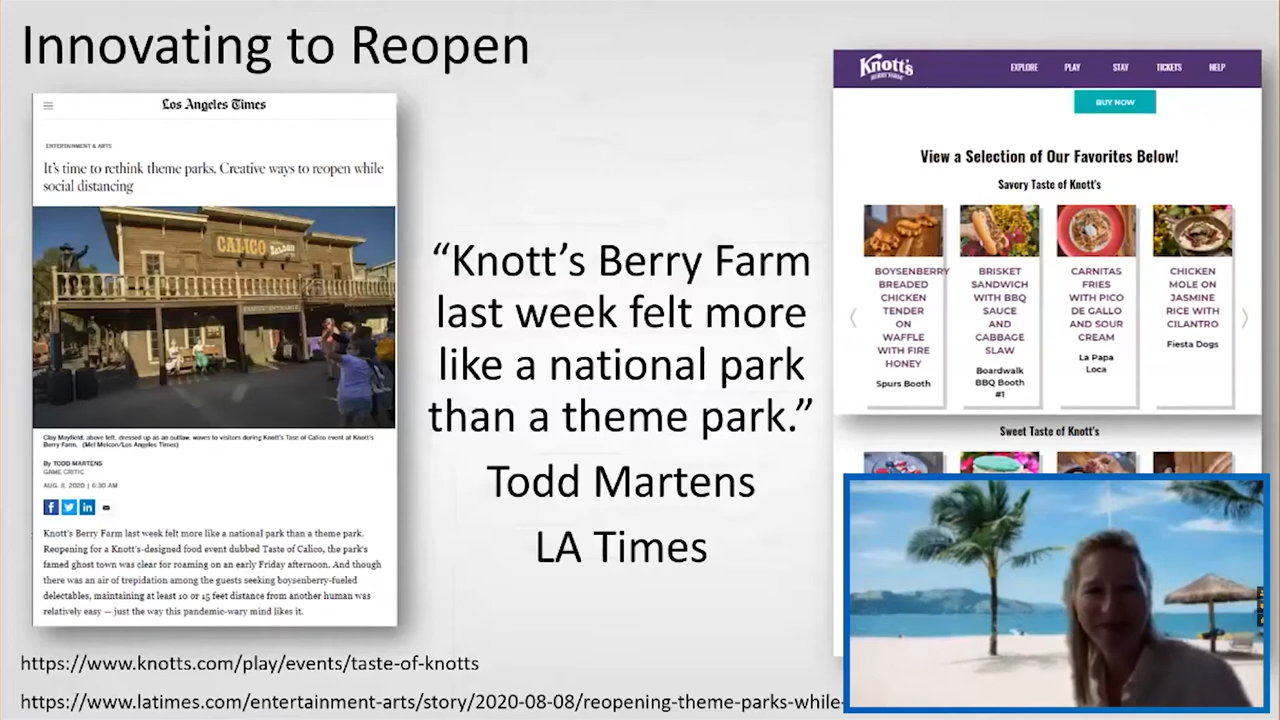 Innovating to Reopen
Los Angeles Times
ENTERTAINMENT & ARTS
It's time to rethink theme parks. Creative ways to reopen while
social distancing
CALICO
SALOON
Clay Mayfield, above left, dressed up as an outlaw, waves to visitors during Knott's Taste of Calico event at Knott's
Berry Farm. (Mel Melcon/Los Angeles Times)
By TODD MARTENS
GAME CRITIC
AUG. 8, 2020 | 6:30 AM
Knott's Berry Farm last week felt more like a national park than a theme park.
Reopening for a Knott's-designed food event dubbed Taste of Calico, the park's
famed ghost town was clear for roaming on an early Friday afternoon. And though
there was an air of trepidation among the guests seeking boysenberry-fueled
delectables, maintaining at least 10 or 15 feet distance from another human was
relatively easy — just the way this pandemic-wary mind likes it.
“Knott’s Berry Farm
last week felt more
like a national park
than a theme park.”
Todd Martens
LA Times
Knott's
BERRY FARM
EXPLORE PLAY STAY TICKETS HELP
BUY NOW
View a Selection of Our Favorites Below!
Savory Taste of Knott's
BOYSENBERRY
BREADED
CHICKEN
TENDER
ON
WAFFLE
WITH FIRE
HONEY
Spurs Booth
BRISKET
SANDWICH
WITH BBQ
SAUCE
AND
CABBAGE
SLAW
Boardwalk
BBQ Booth
#1
CARNITAS
FRIES
WITH PICO
DE GALLO
AND SOUR
CREAM
La Papa
Loca
CHICKEN
MOLE ON
JASMINE
RICE WITH
CILANTRO
Fiesta Dogs
Sweet Taste of Knott's
https://www.knotts.com/play/events/taste-of-knotts
https://www.latimes.com/entertainment-arts/story/2020-08-08/reopening-theme-parks-while-